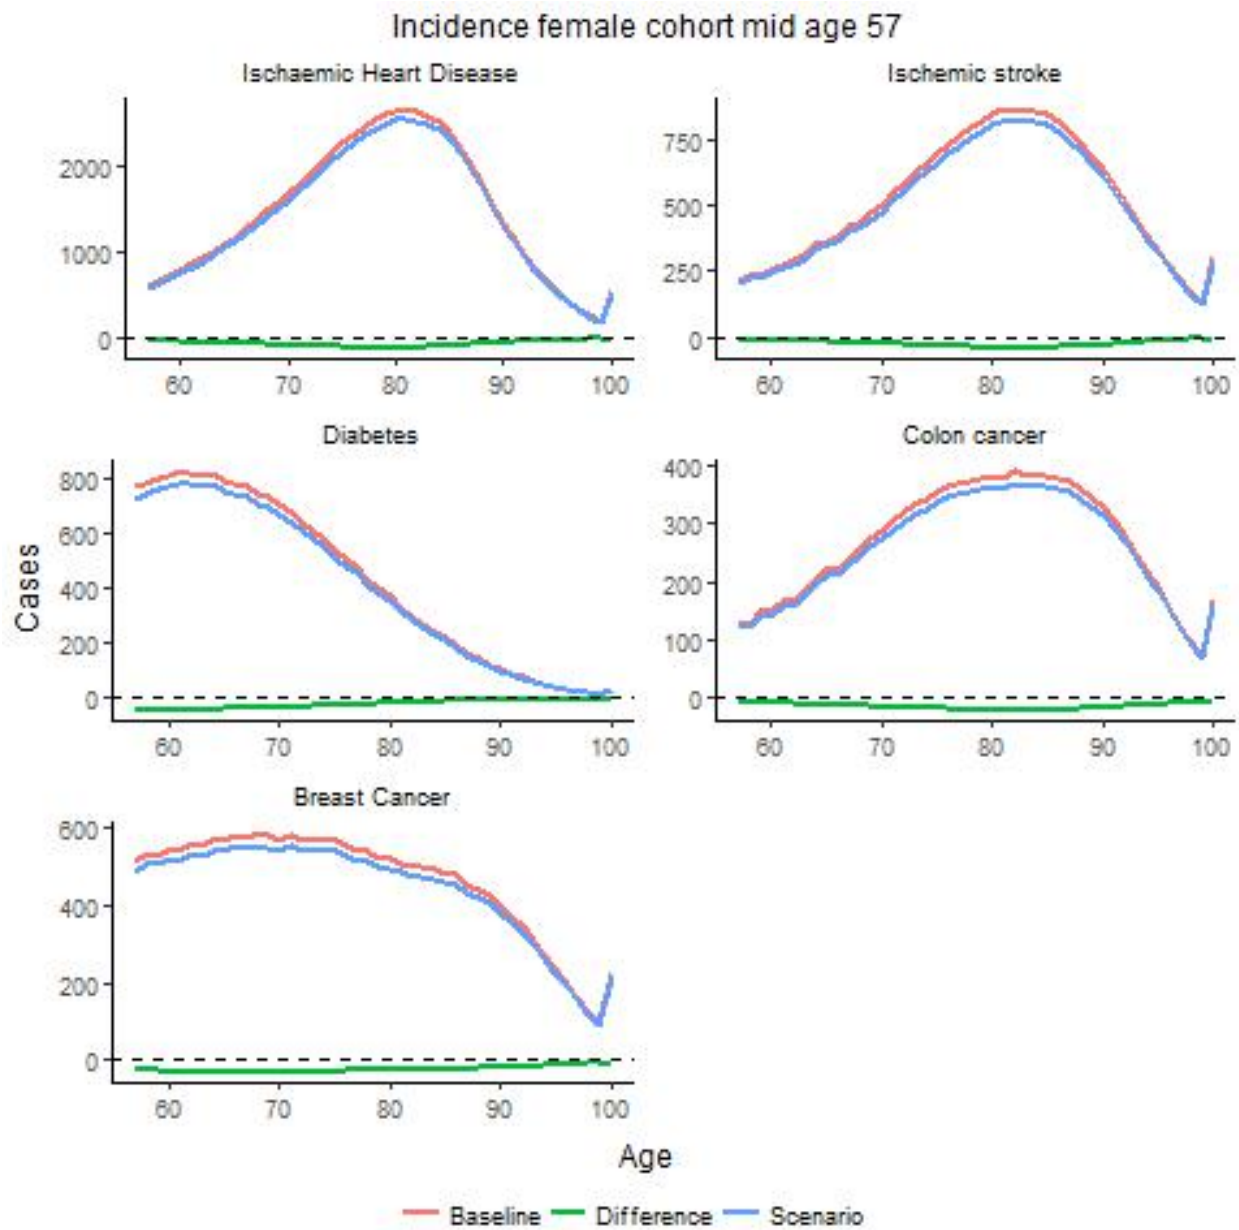 Incidence female cohort mid age 57
Ischaemic Heart Disease
2000
1000
0
60 70 80 90 100
Ischemic stroke
750
500
250
0
60 70 80 90 100
Diabetes
800
600
400
200
0
60 70 80 90 100
Colon cancer
400
300
200
100
0
60 70 80 90 100
Breast Cancer
600
400
200
0
60 70 80 90 100
Cases
Age
Baseline Difference Scenario